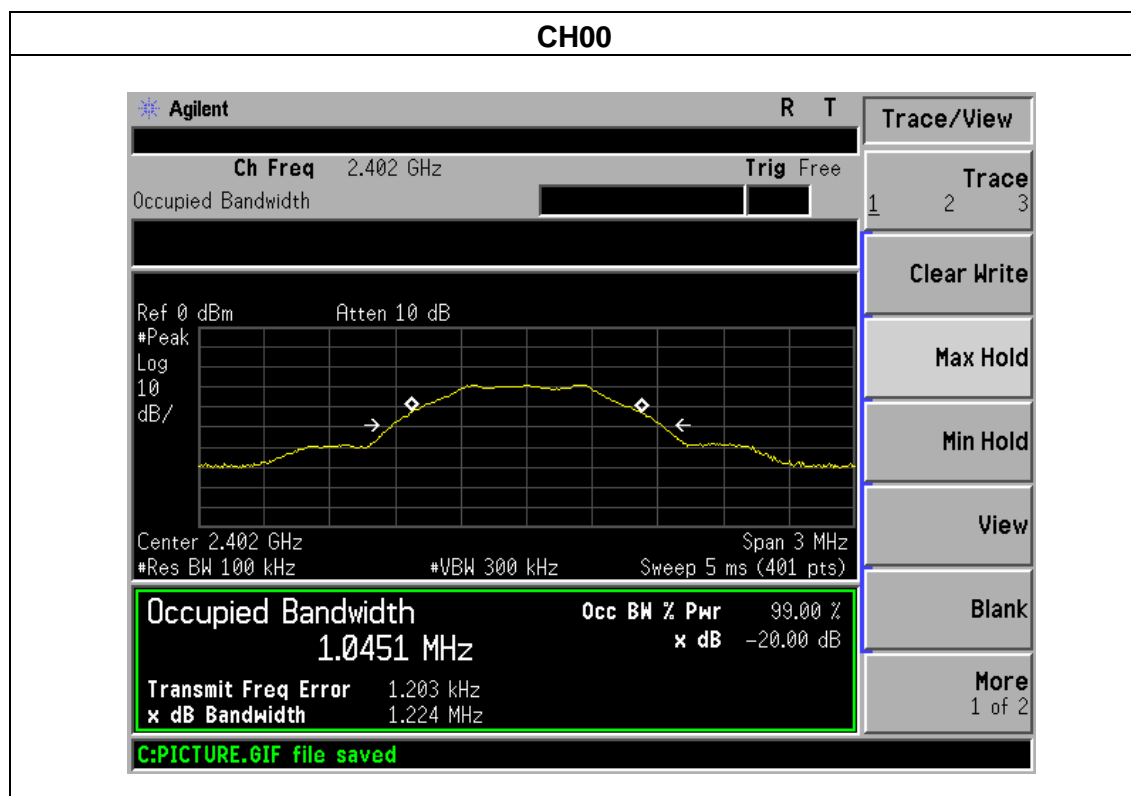 CH00
Agilent R T
Trace/View
Ch Freq 2.402 GHz Trig Free
Occupied Bandwidth
Trace
1 2 3
Clear Write
Ref 0 dBm Atten 10 dB
#Peak
Log
10
dB/
Max Hold
Min Hold
View
Center 2.402 GHz Span 3 MHz
#Res BW 100 kHz #VBW 300 kHz Sweep 5 ms (401 pts)
Occupied Bandwidth Occ BW % Pwr 99.00 %
1.0451 MHz x dB -20.00 dB
Blank
Transmit Freq Error 1.203 kHz
x dB Bandwidth 1.224 MHz
More
1 of 2
C:PICTURE.GIF file saved